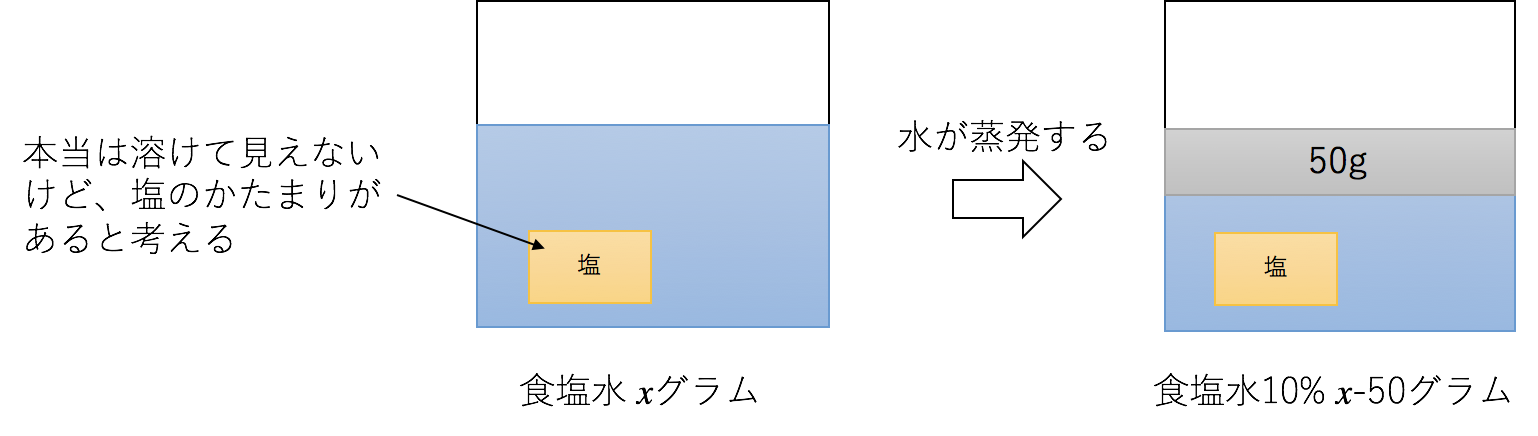 本当は溶けて見えない
けど、塩のかたまりが
あると考える
塩
食塩水 xグラム
水が蒸発する
50g
塩
食塩水10% x-50グラム